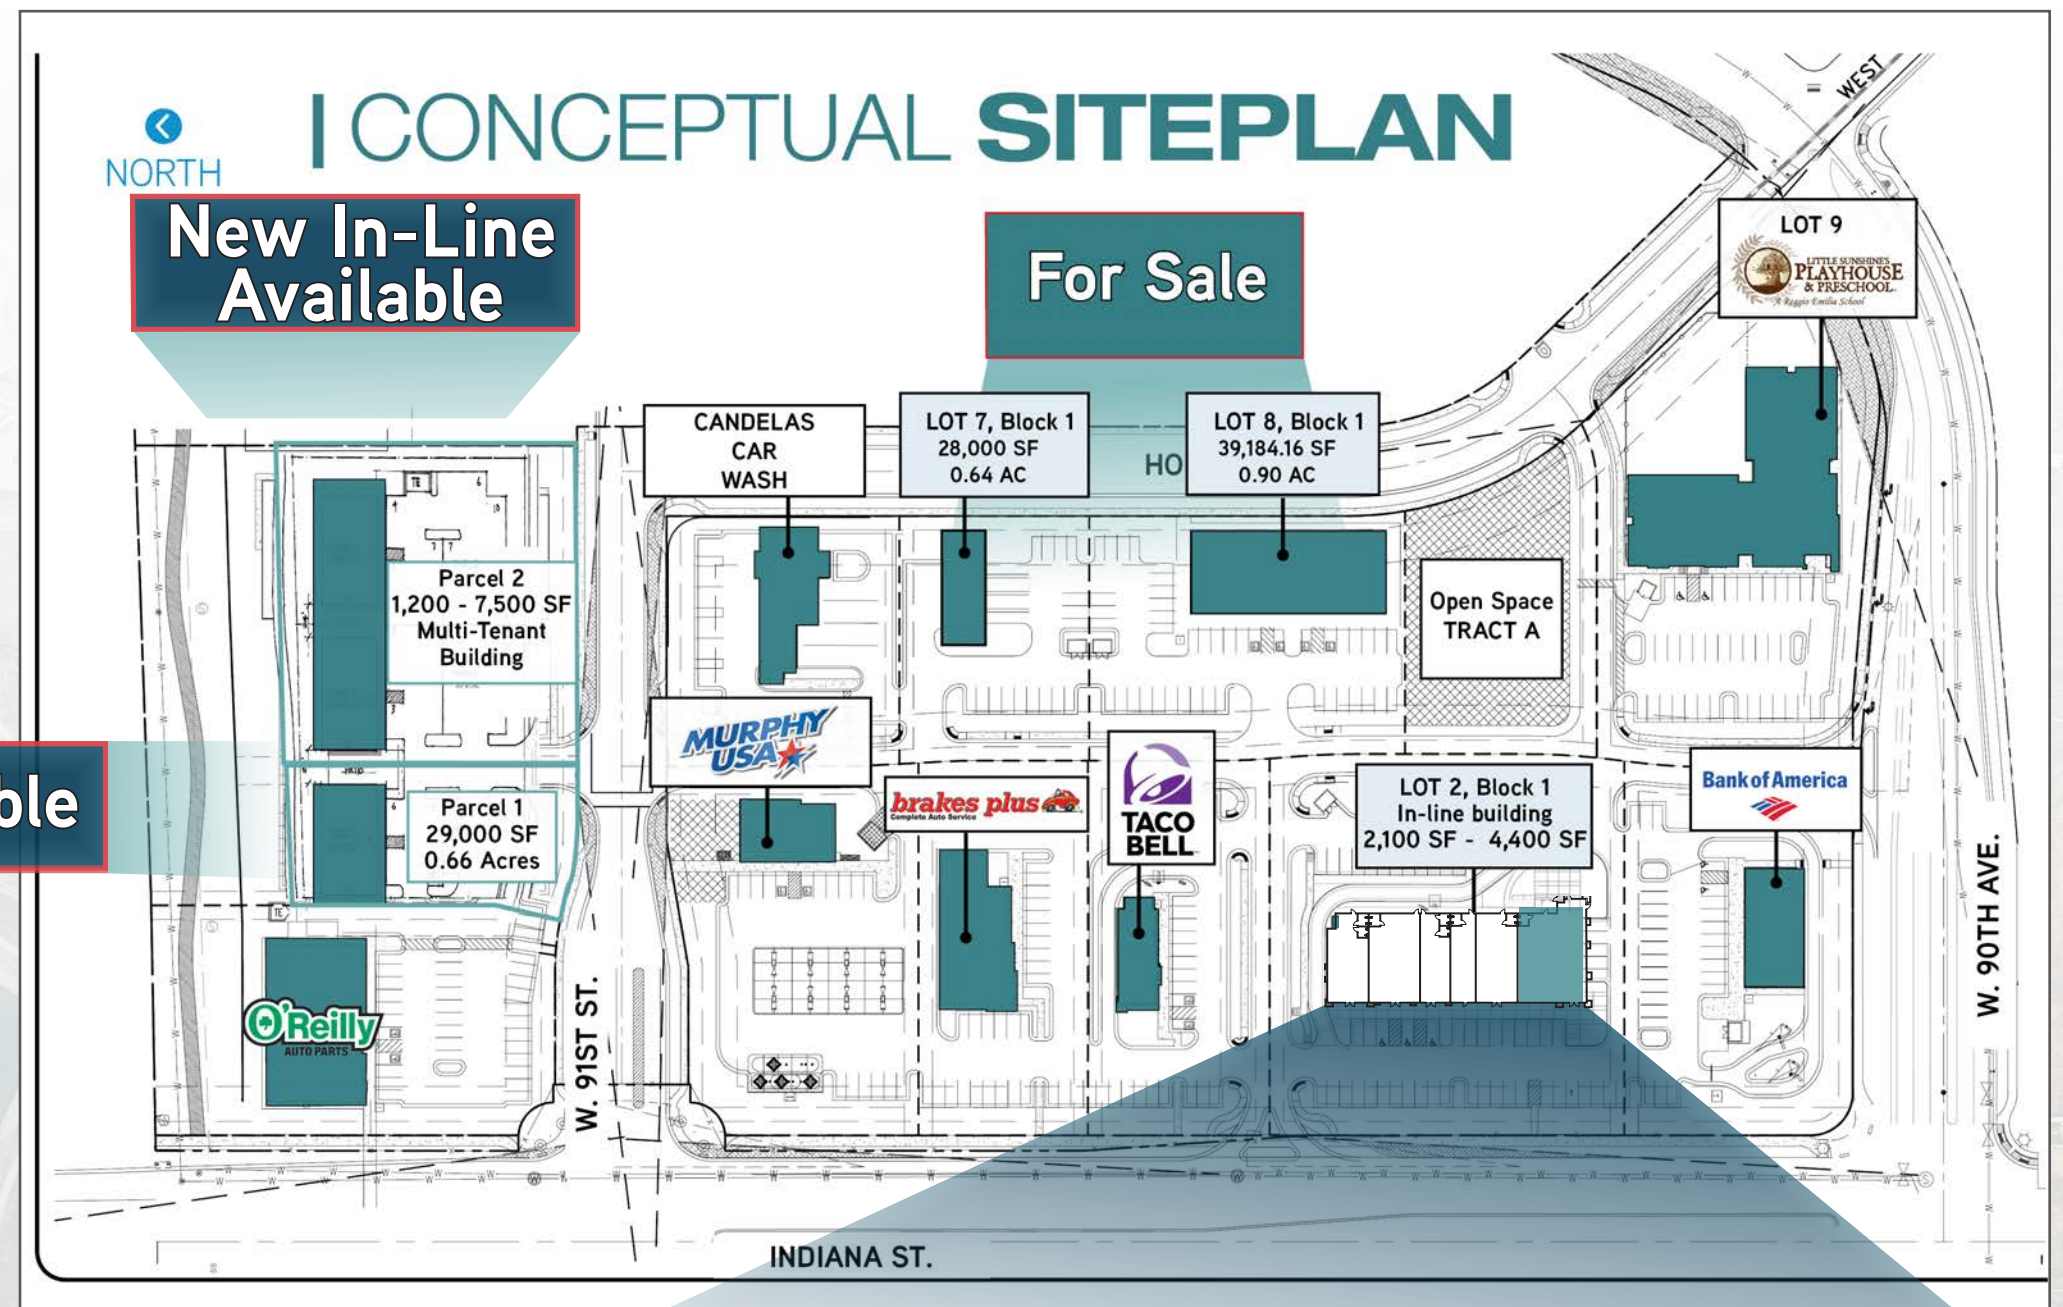 | CONCEPTUAL SITEPLAN
NORTH
New In-Line
Available
For Sale
WEST
LOT 9
LITTLE SUNSHINE'S
PLAYHOUSE
& PRESCHOOL
A Reggio Emilia School
CANDELAS
CAR
WASH
LOT 7, Block 1
28,000 SF
0.64 AC
HO
LOT 8, Block 1
39,184.16 SF
0.90 AC
TE
Parcel 2
1,200 - 7,500 SF
Multi-Tenant
Building
Open Space
TRACT A
MURPHY
USA
ble
Parcel 1
29,000 SF
0.66 Acres
brakes plus
Complete Auto Service
TACO
BELL
LOT 2, Block 1
In-line building
2,100 SF - 4,400 SF
Bank of America
TE
O'Reilly
AUTO PARTS
W. 91ST ST.
W. 90TH AVE.
INDIANA ST.